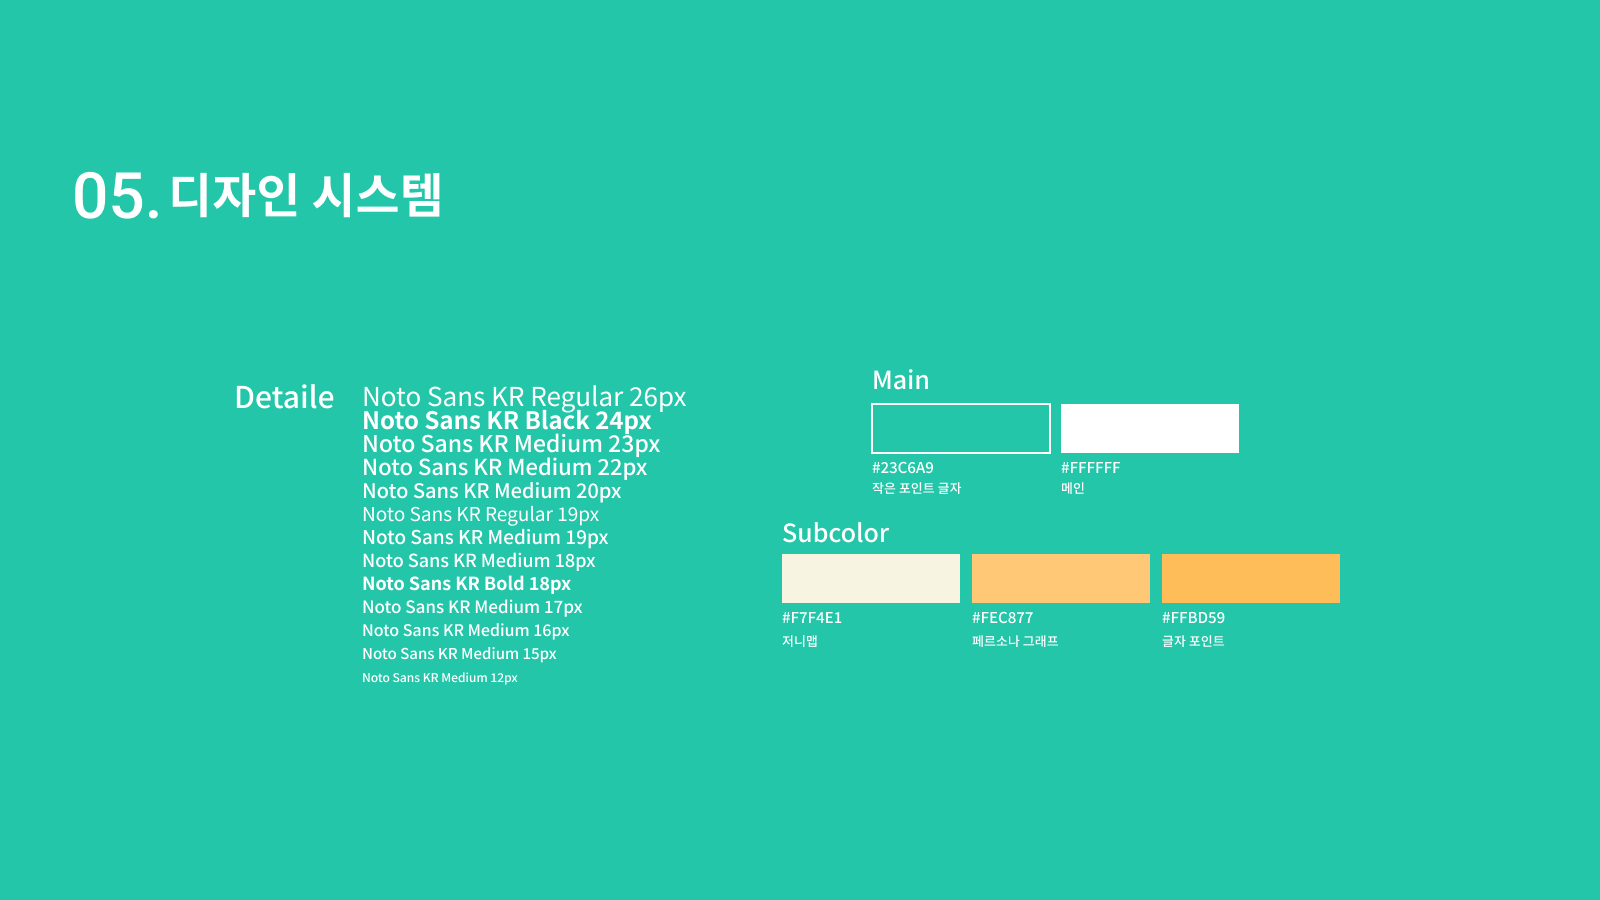 05. 디자인 시스템
Detaile
Noto Sans KR Regular 26px
Noto Sans KR Black 24px
Noto Sans KR Medium 23px
Noto Sans KR Medium 22px
Noto Sans KR Medium 20px
Noto Sans KR Regular 19px
Noto Sans KR Medium 19px
Noto Sans KR Medium 18px
Noto Sans KR Bold 18px
Noto Sans KR Medium 17px
Noto Sans KR Medium 16px
Noto Sans KR Medium 15px
Noto Sans KR Medium 12px
Main
#23C6A9
작은 포인트 글자
#FFFFFF
메인
Subcolor
#F7F4E1
저니맵
#FEC877
페르소나 그래프
#FFBD59
글자 포인트